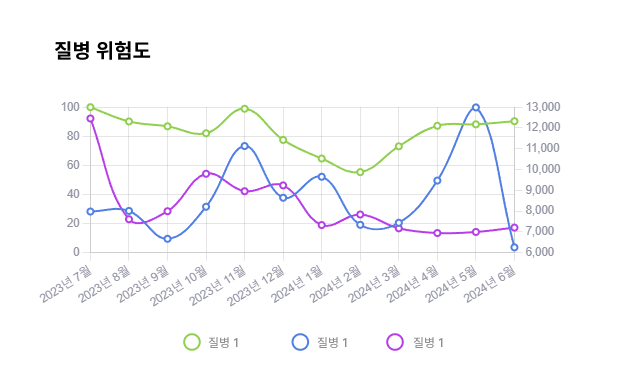 질병 위험도
100
80
60
40
20
0
13,000
12,000
11,000
10,000
9,000
8,000
7,000
6,000
2023년 7월
2023년 8월
2023년 9월
2023년 10월
2023년 11월
2023년 12월
2024년 1월
2024년 2월
2024년 3월
2024년 4월
2024년 5월
2024년 6월
질병 1 질병 1 질병 1